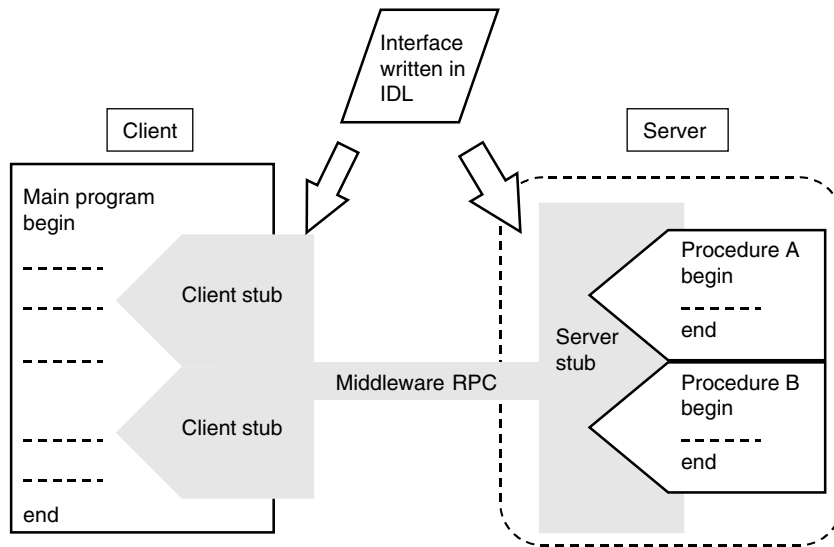 Interface
written in
IDL
Client
Server
Main program
begin
Client stub
Client stub
end
Middleware RPC
Server
stub
Procedure A
begin
end
Procedure B
begin
end